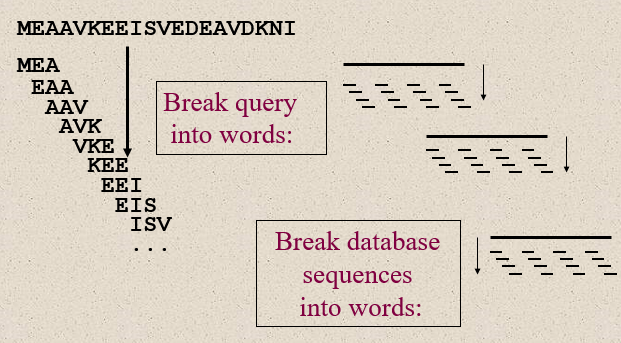 MEAAVKEEISVEDEAVDKNI
MEA
EAA
AAV
AVK
VKE
KEE
EEI
EIS
ISV
...
Break query
into words:
Break database
sequences
into words: